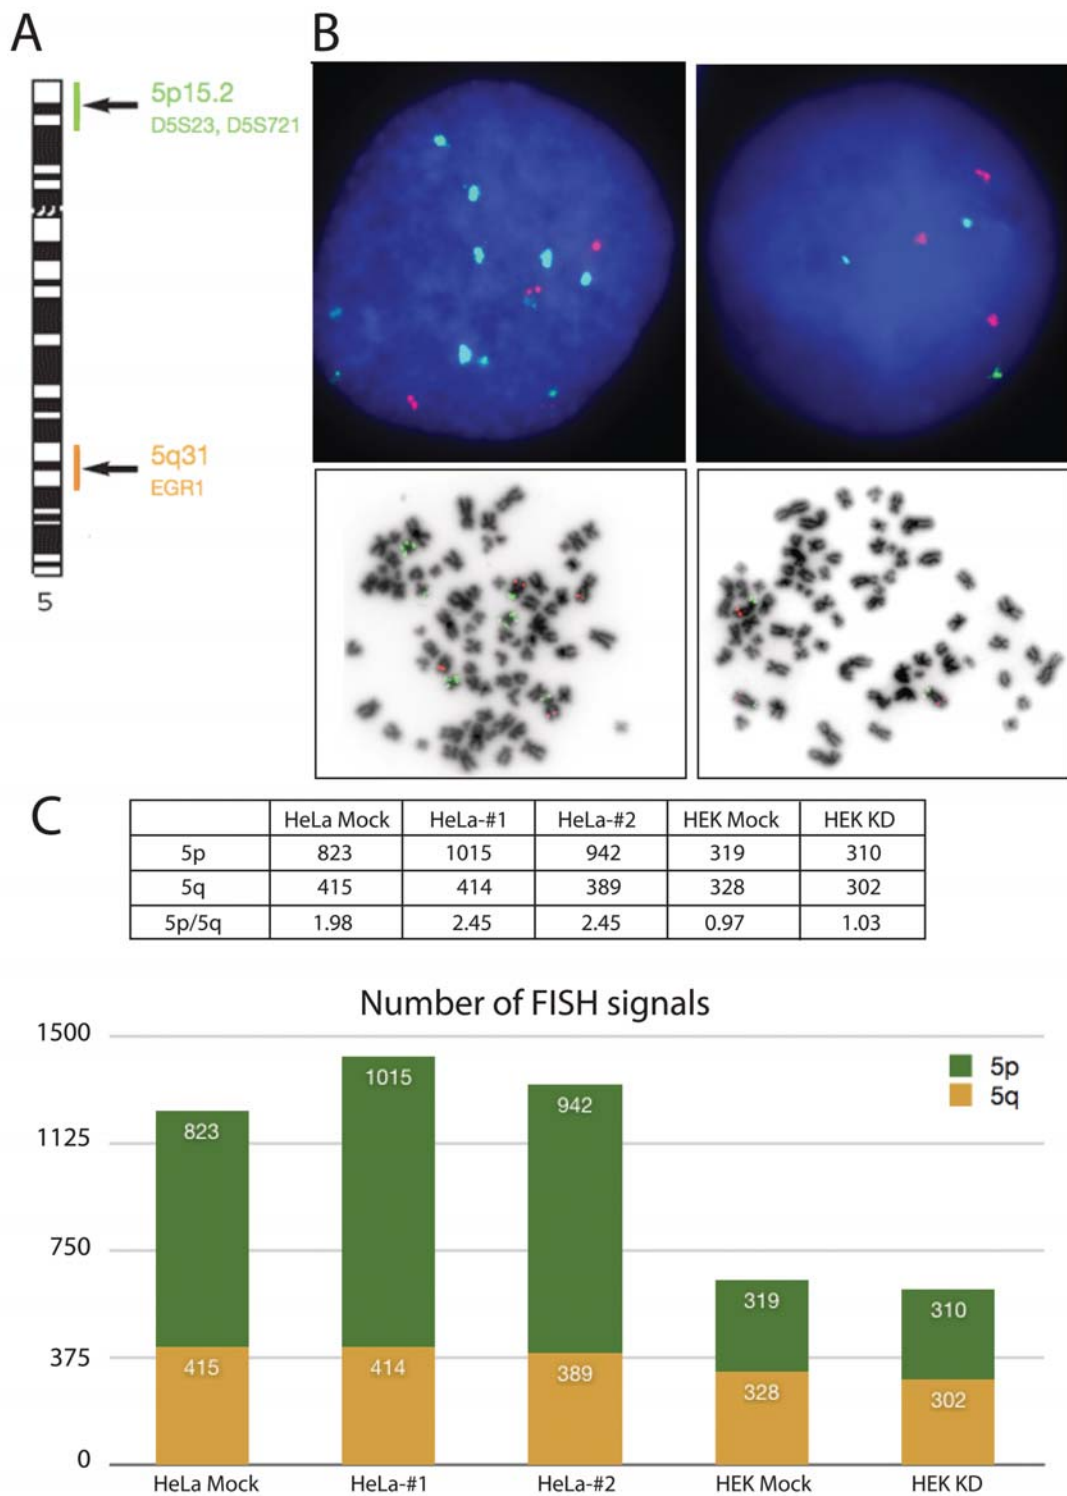 A
5p15.2
D5S23, D5S721
5q31
EGR1
5
B
C
HeLa Mock HeLa-#1 HeLa-#2 HEK Mock HEK KD
5p 823 1015 942 319 310
5q 415 414 389 328 302
5p/5q 1.98 2.45 2.45 0.97 1.03
Number of FISH signals
1500
1125
750
375
0
5p
5q
823
1015
942
319
310
415
414
389
328
302
HeLa Mock HeLa-#1 HeLa-#2 HEK Mock HEK KD